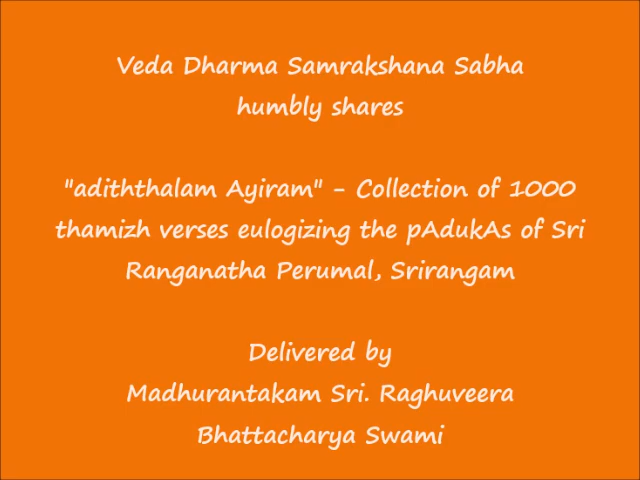 Veda Dharma Samrakshana Sabha
humbly shares
"adiththalam Ayiram" - Collection of 1000
thamizh verses eulogizing the pAdukAs of Sri
Ranganatha Perumal, Srirangam
Delivered by
Madhurantakam Sri. Raghuveera
Bhattacharya Swami